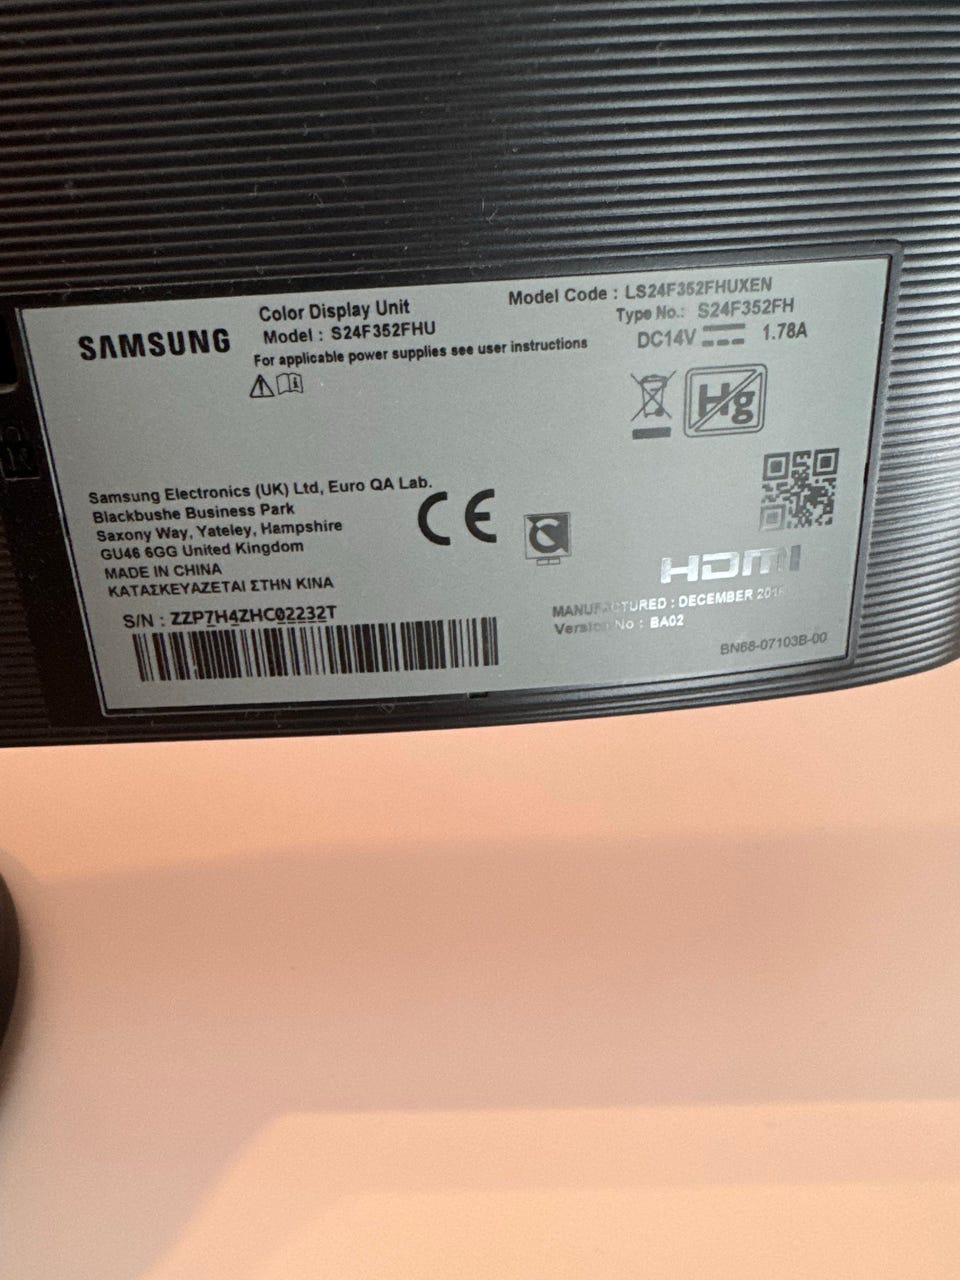 SAMSUNG
Color Display Unit
Model : S24F352FHU
For applicable power supplies see user instructions
Model Code : LS24F352FHUXEN
Type No.: S24F352FH
DC14V 1.78A
Hg
Samsung Electronics (UK) Ltd, Euro QA Lab.
Blackbushe Business Park
Saxony Way, Yateley, Hampshire
GU46 6GG United Kingdom
MADE IN CHINA
ΚΑΤΑΣΚΕΥΑΖΕΤΑΙ ΣΤΗΝ ΚΙΝΑ
S/N : ZZP7H4ZHC02232T
CE
HDMI
MANUFACTURED : DECEMBER
Version No : BA02
BN68-07103B-00